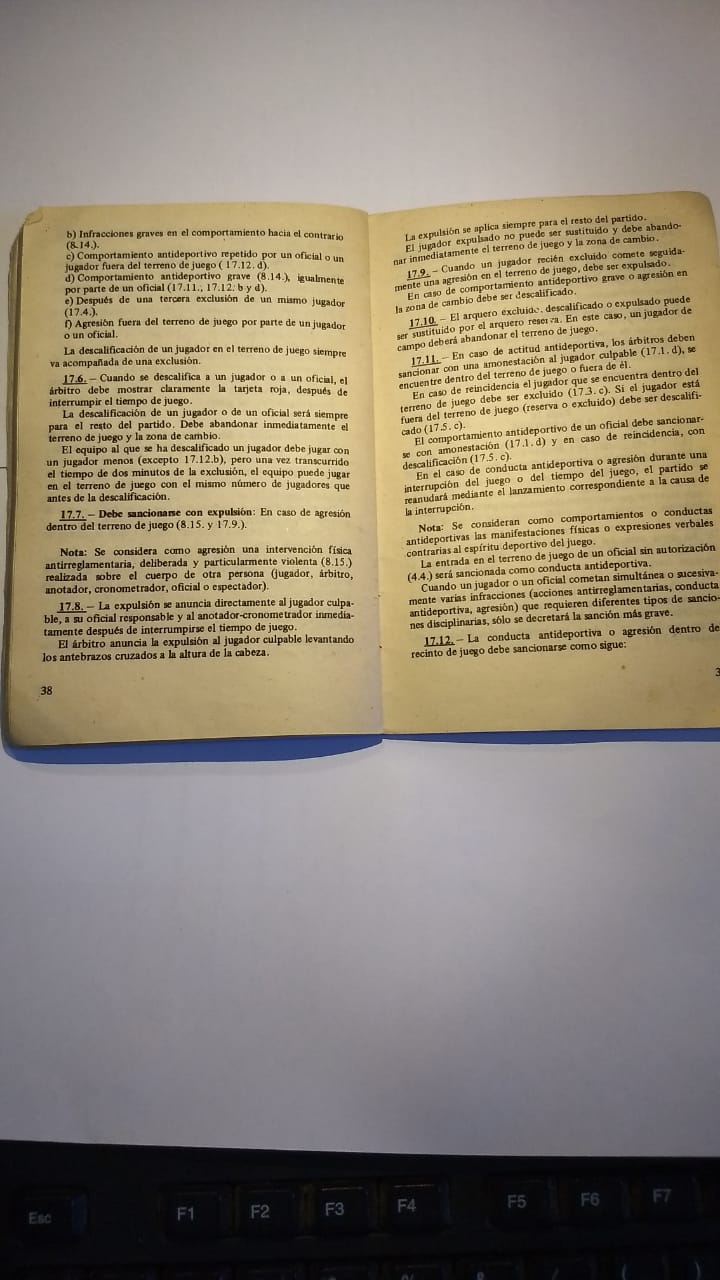 b) Infracciones graves en el comportamiento hacia el contrario
(8.14.).
c) Comportamiento antideportivo repetido por un oficial o un
jugador fuera del terreno de juego ( 17.12. d).
d) Comportamiento antideportivo grave (8.14.), igualmente
por parte de un oficial (17.11., 17.12. b y d).
e) Después de una tercera exclusión de un mismo jugador
(17.4.).
f) Agresión fuera del terreno de juego por parte de un jugador
o un oficial.
La descalificación de un jugador en el terreno de juego siempre
va acompañada de una exclusión.
17.6. — Cuando se descalifica a un jugador o a un oficial, el
árbitro debe mostrar claramente la tarjeta roja, después de
interrumpir el tiempo de juego.
La descalificación de un jugador o de un oficial será siempre
para el resto del partido. Debe abandonar inmediatamente el
terreno de juego y la zona de cambio.
El equipo al que se ha descalificado un jugador debe jugar con
un jugador menos (excepto 17.12.b), pero una vez transcurrido
el tiempo de dos minutos de la exclusión, el equipo puede jugar
en el terreno de juego con el mismo número de jugadores que
antes de la descalificación.
17.7. — Debe sancionarse con expulsión: En caso de agresión
dentro del terreno de juego (8.15. y 17.9.).
Nota: Se considera como agresión una intervención física
antirreglamentaria, deliberada y particularmente violenta (8.15.)
realizada sobre el cuerpo de otra persona (jugador, árbitro,
anotador, cronometrador, oficial o espectador).
17.8. — La expulsión se anuncia directamente al jugador culpa-
ble, a su oficial responsable y al anotador-cronometrador inmedia-
tamente después de interrumpirse el tiempo de juego.
El árbitro anuncia la expulsión al jugador culpable levantando
los antebrazos cruzados a la altura de la cabeza.
38
La expulsión se aplica siempre para el resto del partido.
El jugador expulsado no puede ser sustituido y debe abando-
nar inmediatamente el terreno de juego y la zona de cambio.
17.9. — Cuando un jugador recién excluido comete seguida-
mente una agresión en el terreno de juego, debe ser expulsado.
En caso de comportamiento antideportivo grave o agresión en
la zona de cambio debe ser descalificado.
17.10. — El arquero excluido, descalificado o expulsado puede
ser sustituido por el arquero reserva. En este caso, un jugador de
campo deberá abandonar el terreno de juego.
17.11. — En caso de actitud antideportiva, los árbitros deben
sancionar con una amonestación al jugador culpable (17.1. d), se
encuentre dentro del terreno de juego o fuera de él.
En caso de reincidencia el jugador que se encuentra dentro del
terreno de juego debe ser excluido (17.3. c). Si el jugador está
fuera del terreno de juego (reserva o excluido) debe ser descalifi-
cado (17.5. c).
El comportamiento antideportivo de un oficial debe sancionar-
se con amonestación (17.1. d) y en caso de reincidencia, con
descalificación (17.5. c).
En el caso de conducta antideportiva o agresión durante una
interrupción del juego o del tiempo del juego, el partido se
reanudará mediante el lanzamiento correspondiente a la causa de
la interrupción.
Nota: Se consideran como comportamientos o conductas
antideportivas las manifestaciones físicas o expresiones verbales
contrarias al espíritu deportivo del juego.
La entrada en el terreno de juego de un oficial sin autorización
(4.4.) será sancionada como conducta antideportiva.
Cuando un jugador o un oficial cometan simultánea o sucesiva-
mente varias infracciones (acciones antirreglamentarias, conducta
antideportiva, agresión) que requieren diferentes tipos de sancio-
nes disciplinarias, sólo se decretará la sanción más grave.
17.12. — La conducta antideportiva o agresión dentro de
recinto de juego debe sancionarse como sigue:
3
Esc
F1
F2
F3
F4
F5
F6
F7